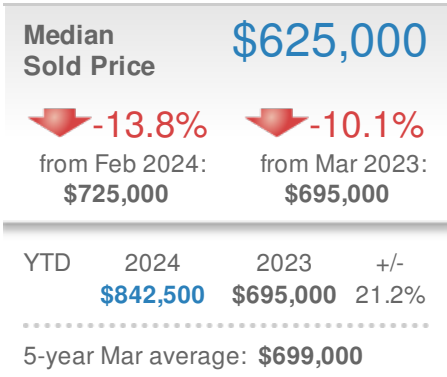 Median $625,000
Sold Price
-13.8% -10.1%
from Feb 2024: from Mar 2023:
$725,000 $695,000
YTD 2024 2023 +/-
$842,500 $695,000 21.2%
5-year Mar average: $699,000